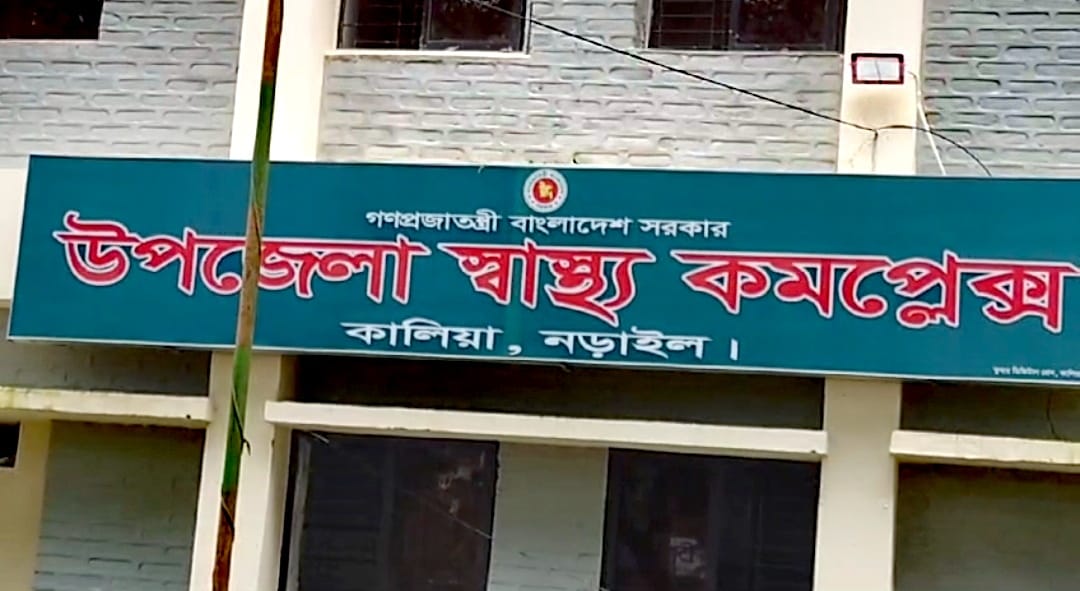 গণপ্রজাতন্ত্রী বাংলাদেশ সরকার
উপজেলা স্বাস্থ্য কমপ্লেক্স
কালিয়া, নড়াইল।